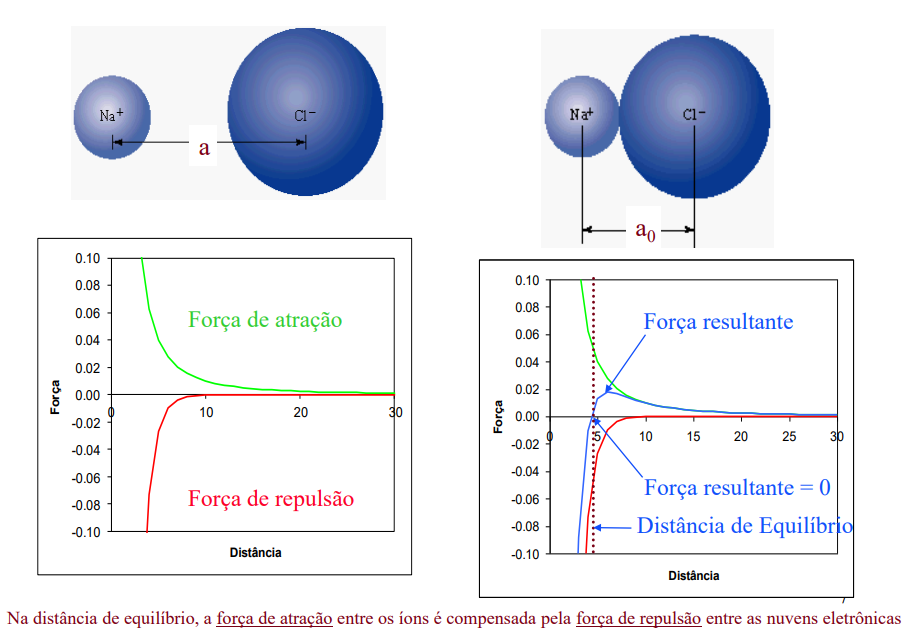 Na+
Cl−
a
Na+
Cl−
a0
0.10
0.08
0.06
0.04
0.02
0.00
-0.02
-0.04
-0.06
-0.08
-0.10
0
10
20
30
Força
Distância
Força de atração
Força de repulsão
0.10
0.08
0.06
0.04
0.02
0.00
-0.02
-0.04
-0.06
-0.08
-0.10
0
5
10
15
20
25
30
Força
Distância
Força resultante
Força resultante = 0
Distância de Equilíbrio
Na distância de equilíbrio, a força de atração entre os íons é compensada pela força de repulsão entre as nuvens eletrônicas